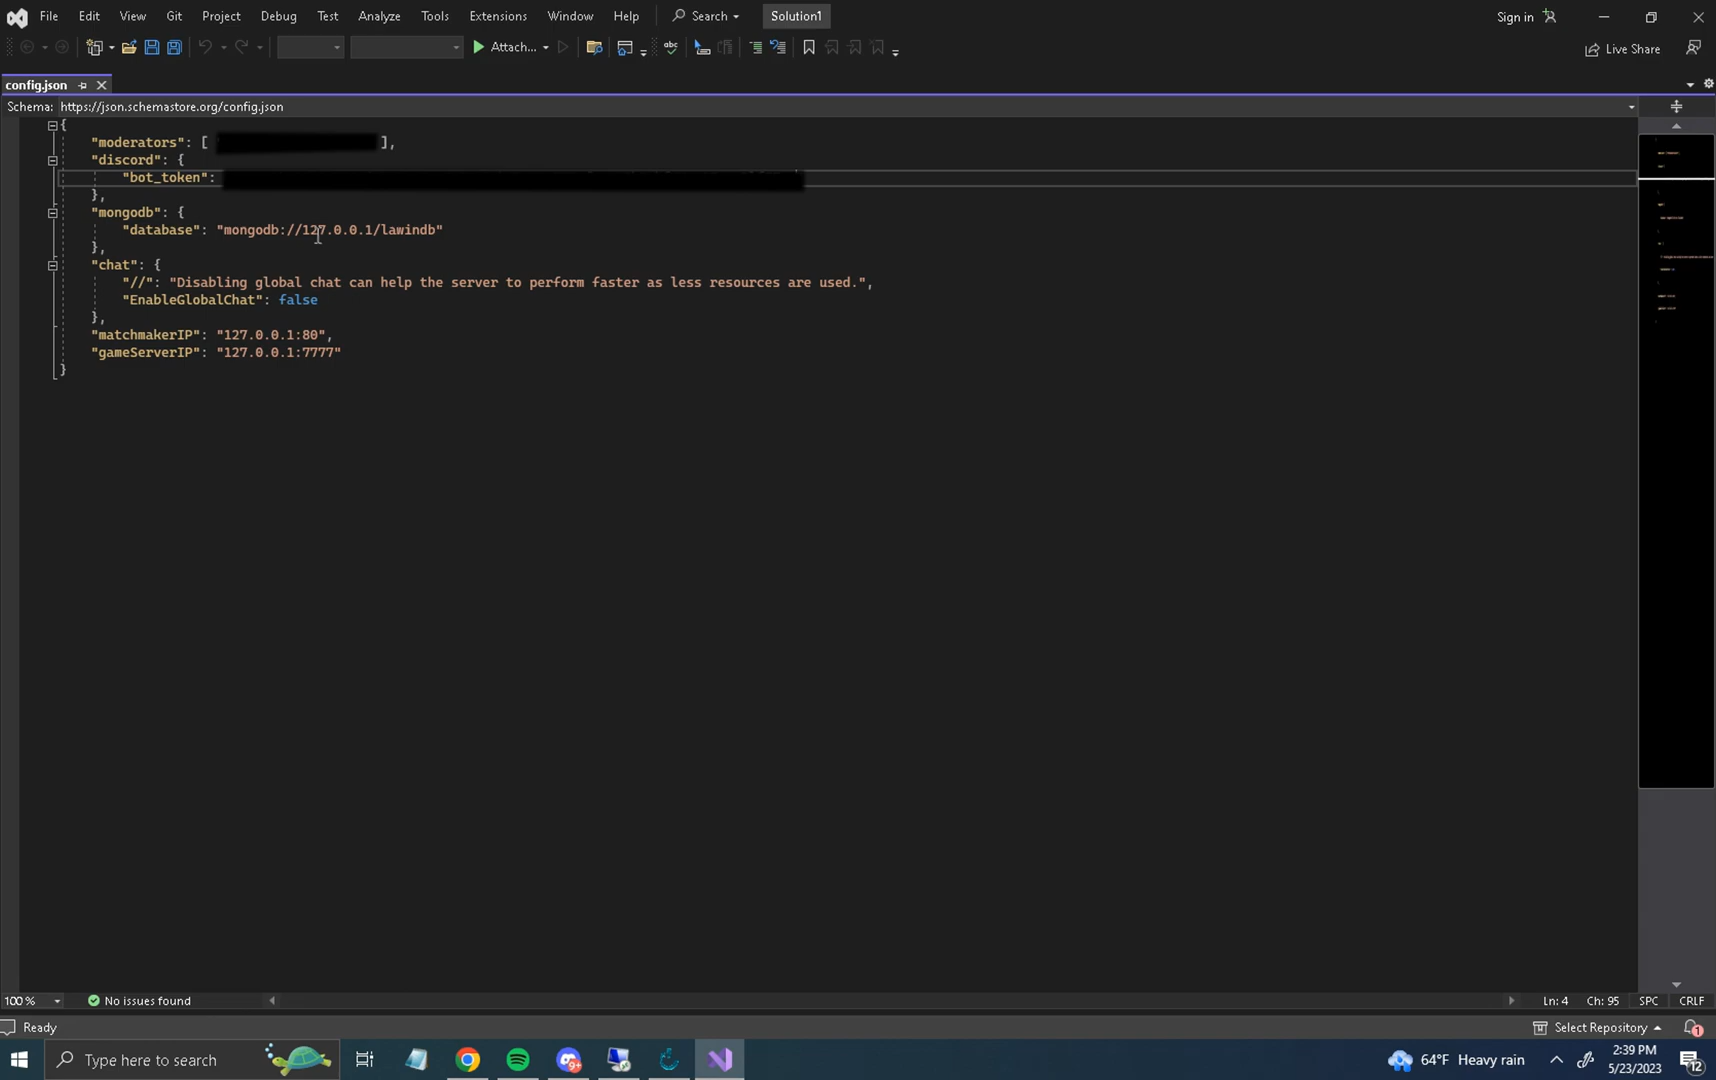 File Edit View Git Project Debug Test Analyze Tools Extensions Window Help Search Solution1 Sign in
Attach... abc Live Share
config.json
Schema: https://json.schemastore.org/config.json
{
"moderators": [ ],
"discord": {
"bot_token":
},
"mongodb": {
"database": "mongodb://127.0.0.1/lawindb"
},
"chat": {
"//": "Disabling global chat can help the server to perform faster as less resources are used.",
"EnableGlobalChat": false
},
"matchmakerIP": "127.0.0.1:80",
"gameServerIP": "127.0.0.1:7777"
}
100 % No issues found Ln: 4 Ch: 95 SPC CRLF
Ready Select Repository 1
Type here to search 64°F Heavy rain 2:39 PM
5/23/2023 12